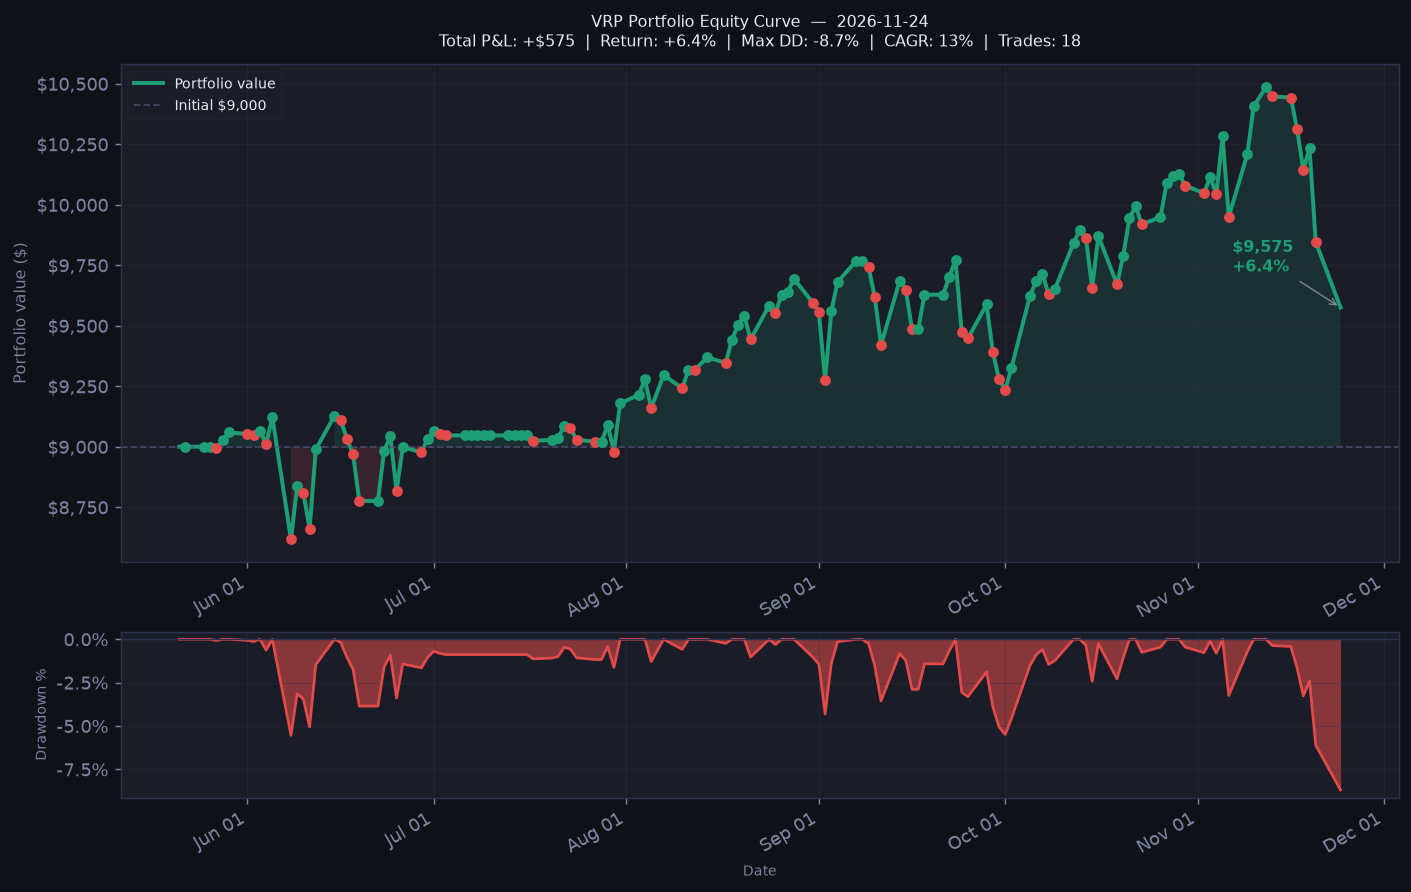 VRP Portfolio Equity Curve — 2026-11-24
Total P&L: +$575 | Return: +6.4% | Max DD: -8.7% | CAGR: 13% | Trades: 18
Portfolio value
Initial $9,000
Portfolio value ($)
$10,500
$10,250
$10,000
$9,750
$9,500
$9,250
$9,000
$8,750
$9,575
+6.4%
Jun 01
Jul 01
Aug 01
Sep 01
Oct 01
Nov 01
Dec 01
Drawdown %
0.0%
-2.5%
-5.0%
-7.5%
Jun 01
Jul 01
Aug 01
Sep 01
Oct 01
Nov 01
Dec 01
Date